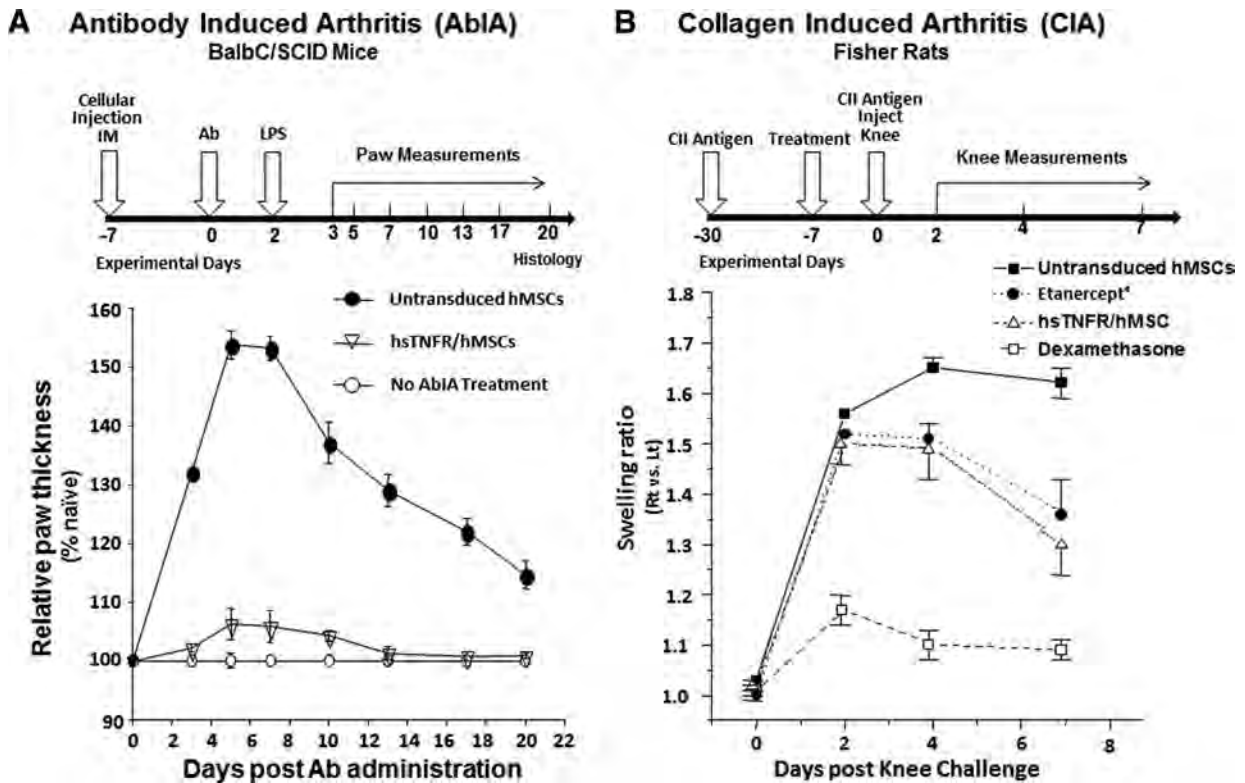 A Antibody Induced Arthritis (AbIA)
BalbC/SCID Mice
Cellular
Injection
IM
Ab
LPS
Paw Measurements
-7
0
2
3
5
7
10
13
17
20
Experimental Days
Histology
Untransduced hMSCs
hsTNFR/hMSCs
No AbIA Treatment
Relative paw thickness
(% naïve)
160
150
140
130
120
110
100
90
0 2 4 6 8 10 12 14 16 18 20 22
Days post Ab administration
B Collagen Induced Arthritis (CIA)
Fisher Rats
CII Antigen
Treatment
CII Antigen
Inject
Knee
Knee Measurements
-30
-7
0
2
4
7
Experimental Days
Untransduced hMSCs
Etanercept*
hsTNFR/hMSC
Dexamethasone
Swelling ratio
(Rt vs. Lt)
1.8
1.7
1.6
1.5
1.4
1.3
1.2
1.1
1.0
0 2 4 6 8
Days post Knee Challenge